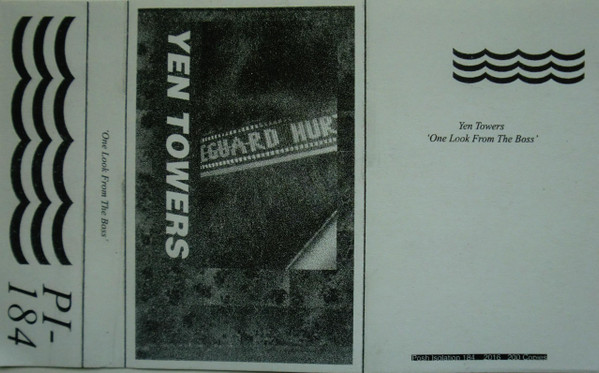 PI-
184
'One Look From The Boss'
YEN TOWERS
EGUARD HUR
Yen Towers
'One Look From The Boss'
Posh Isolation 184 2016 200 Copies